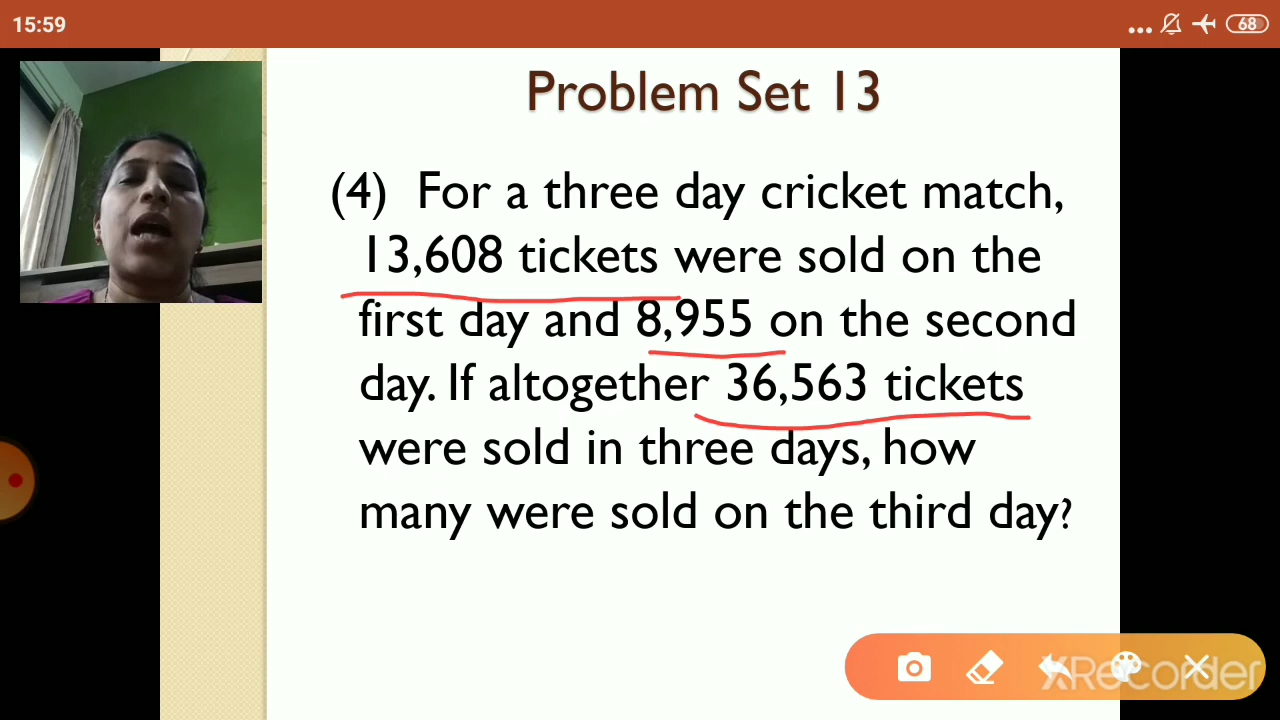 15:59
68
Problem Set 13
(4) For a three day cricket match,
13,608 tickets were sold on the
first day and 8,955 on the second
day. If altogether 36,563 tickets
were sold in three days, how
many were sold on the third day?
XRecorder